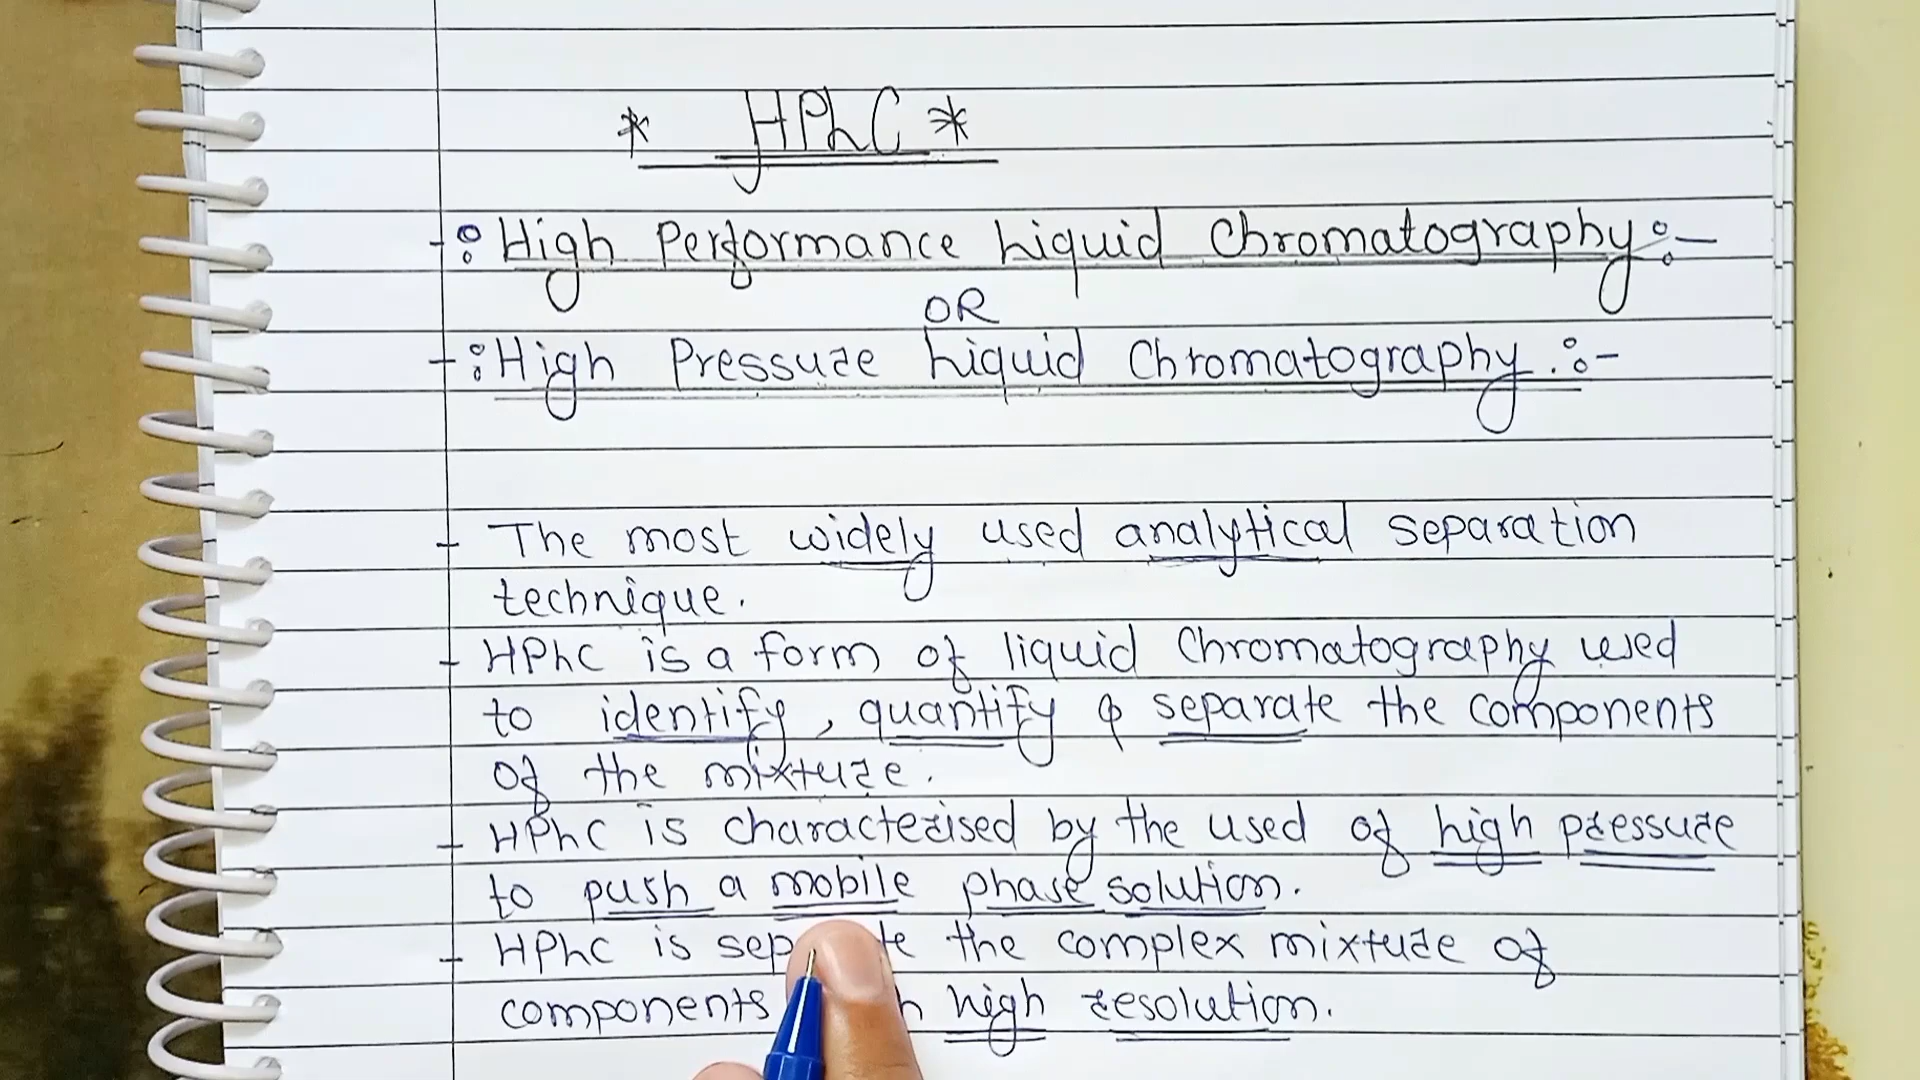 * HPLC *
-: High Performance Liquid Chromatography :-
OR
-: High Pressure Liquid Chromatography. :-
- The most widely used analytical separation
technique.
- HPLC is a form of liquid Chromatography used
to identify, quantify & separate the components
of the mixture.
- HPLC is characterised by the used of high pressure
to push a mobile phase solution.
- HPLC is the complex mixture of
components high resolution.